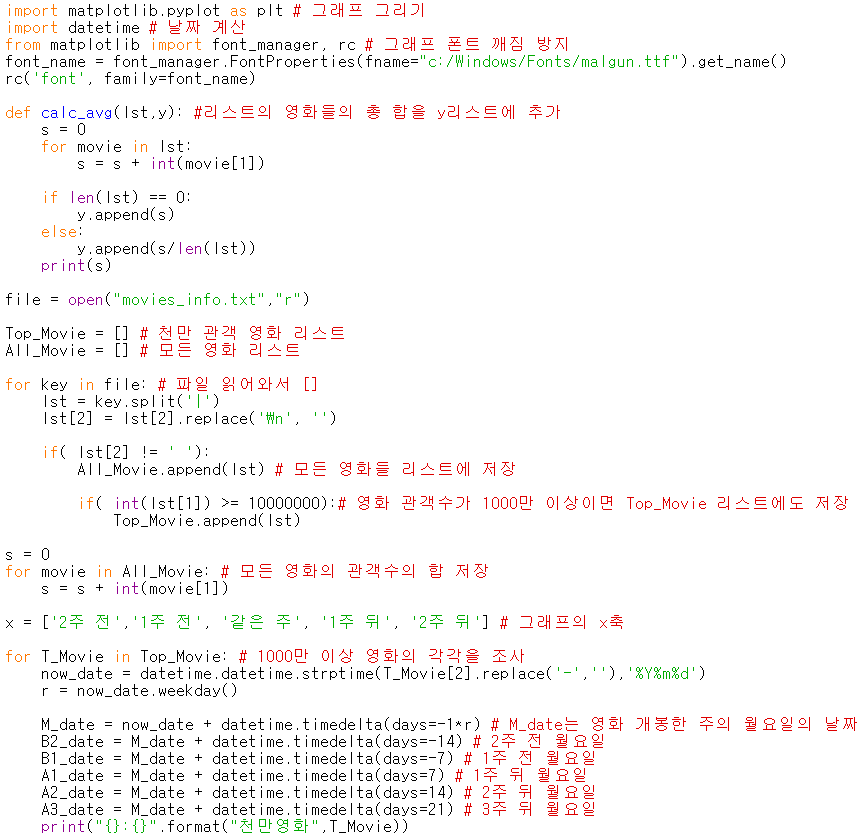 import matplotlib.pyplot as plt # 그래프 그리기
import datetime # 날짜 계산
from matplotlib import font_manager, rc # 그래프 폰트 깨짐 방지
font_name = font_manager.FontProperties(fname="c:/Windows/Fonts/malgun.ttf").get_name()
rc('font', family=font_name)

def calc_avg(lst,y): #리스트의 영화들의 총 합을 y리스트에 추가
    s = 0
    for movie in lst:
        s = s + int(movie[1])

    if len(lst) == 0:
        y.append(s)
    else:
        y.append(s/len(lst))
    print(s)

file = open("movies_info.txt","r")

Top_Movie = [] # 천만 관객 영화 리스트
All_Movie = [] # 모든 영화 리스트

for key in file: # 파일 읽어와서 []
    lst = key.split('|')
    lst[2] = lst[2].replace('₩n', '')

    if( lst[2] != ' '):
        All_Movie.append(lst) # 모든 영화들 리스트에 저장

        if( int(lst[1]) >= 10000000):# 영화 관객수가 1000만 이상이면 Top_Movie 리스트에도 저장
            Top_Movie.append(lst)

s = 0
for movie in All_Movie: # 모든 영화의 관객수의 합 저장
    s = s + int(movie[1])

x = ['2주 전','1주 전', '같은 주', '1주 뒤', '2주 뒤'] # 그래프의 x축

for T_Movie in Top_Movie: # 1000만 이상 영화의 각각을 조사
    now_date = datetime.datetime.strptime(T_Movie[2].replace('-',''),'%Y%m%d')
    r = now_date.weekday()

    M_date = now_date + datetime.timedelta(days=-1*r) # M_date는 영화 개봉한 주의 월요일의 날짜
    B2_date = M_date + datetime.timedelta(days=-14) # 2주 전 월요일
    B1_date = M_date + datetime.timedelta(days=-7) # 1주 전 월요일
    A1_date = M_date + datetime.timedelta(days=7) # 1주 뒤 월요일
    A2_date = M_date + datetime.timedelta(days=14) # 2주 뒤 월요일
    A3_date = M_date + datetime.timedelta(days=21) # 3주 뒤 월요일
    print("{}:{}".format("천만영화",T_Movie))